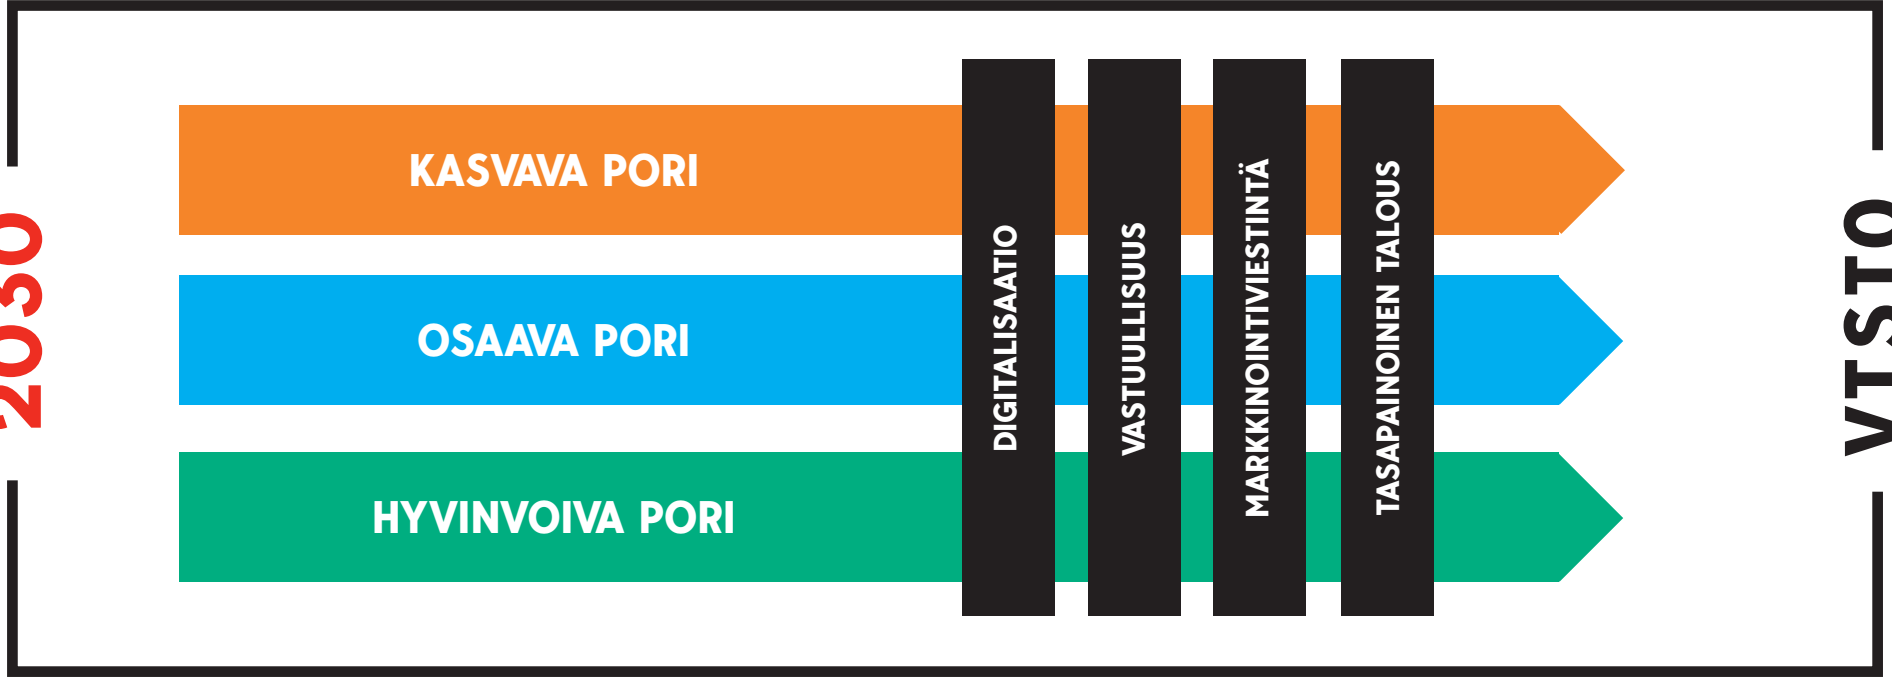 2030
KASVAVA PORI
OSAAVA PORI
HYVINVOIVA PORI
DIGITALISAATIO
VASTUULLISUUS
MARKKINOINTIVIESTINTÄ
TASAPAINOINEN TALOUS
VISIO